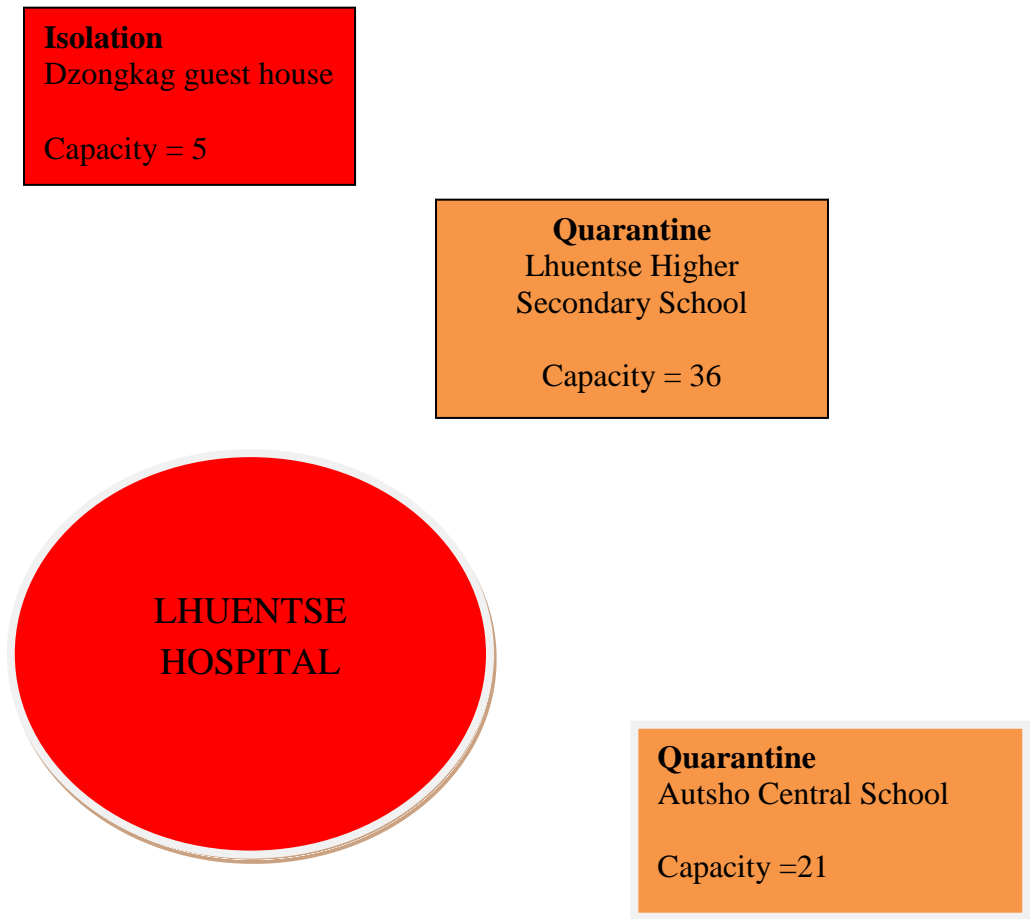 Isolation
Dzongkag guest house
Capacity = 5
Quarantine
Lhuentse Higher
Secondary School
Capacity = 36
LHUENTSE
HOSPITAL
Quarantine
Autsho Central School
Capacity =21